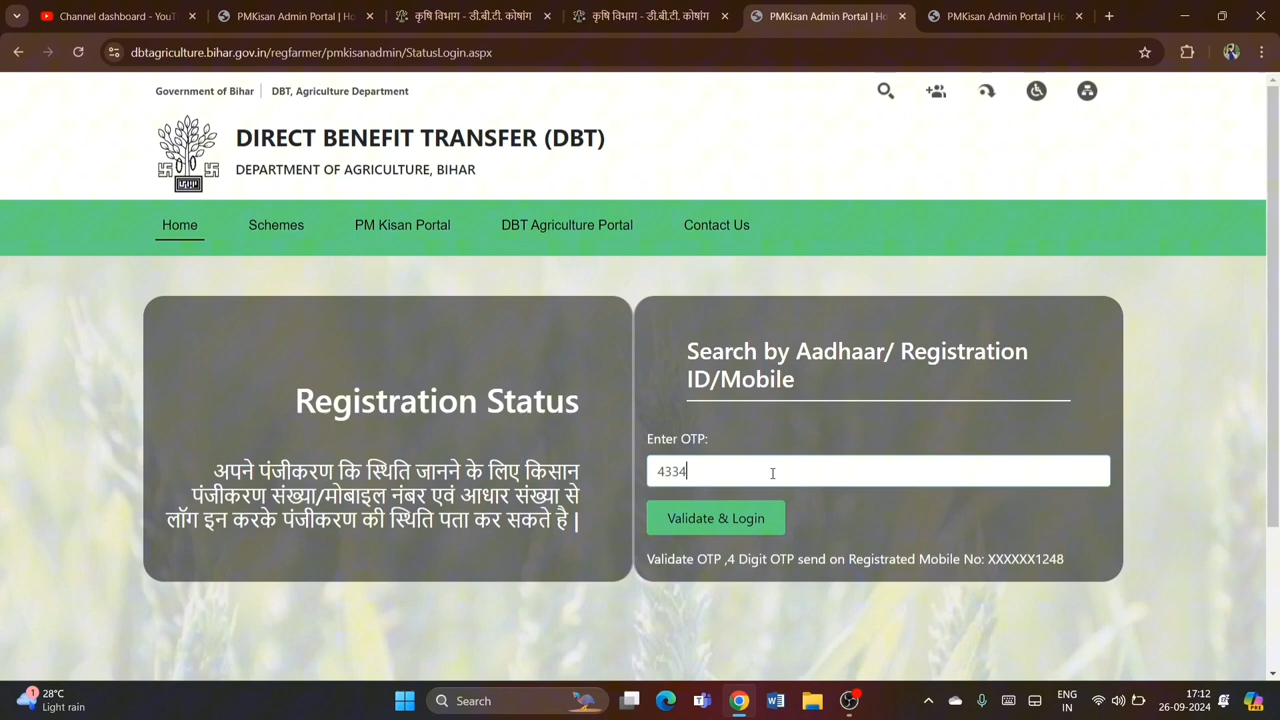 Channel dashboard - YouT
PMKisan Admin Portal | Ho
कृषि विभाग - डी.बी.टी. कोषांग
कृषि विभाग - डी.बी.टी. कोषांग
PMKisan Admin Portal | Ho
PMKisan Admin Portal | Ho
dbtagriculture.bihar.gov.in/regfarmer/pmkisanadmin/StatusLogin.aspx
Government of Bihar
DBT, Agriculture Department
DIRECT BENEFIT TRANSFER (DBT)
DEPARTMENT OF AGRICULTURE, BIHAR
Home
Schemes
PM Kisan Portal
DBT Agriculture Portal
Contact Us
Registration Status
अपने पंजीकरण कि स्थिति जानने के लिए किसान
पंजीकरण संख्या/मोबाइल नंबर एवं आधार संख्या से
लॉग इन करके पंजीकरण की स्थिति पता कर सकते है |
Search by Aadhaar/ Registration
ID/Mobile
Enter OTP:
4334
Validate & Login
Validate OTP ,4 Digit OTP send on Registrated Mobile No: XXXXXX1248
1
28°C
Light rain
Search
ENG
IN
17:12
26-09-2024